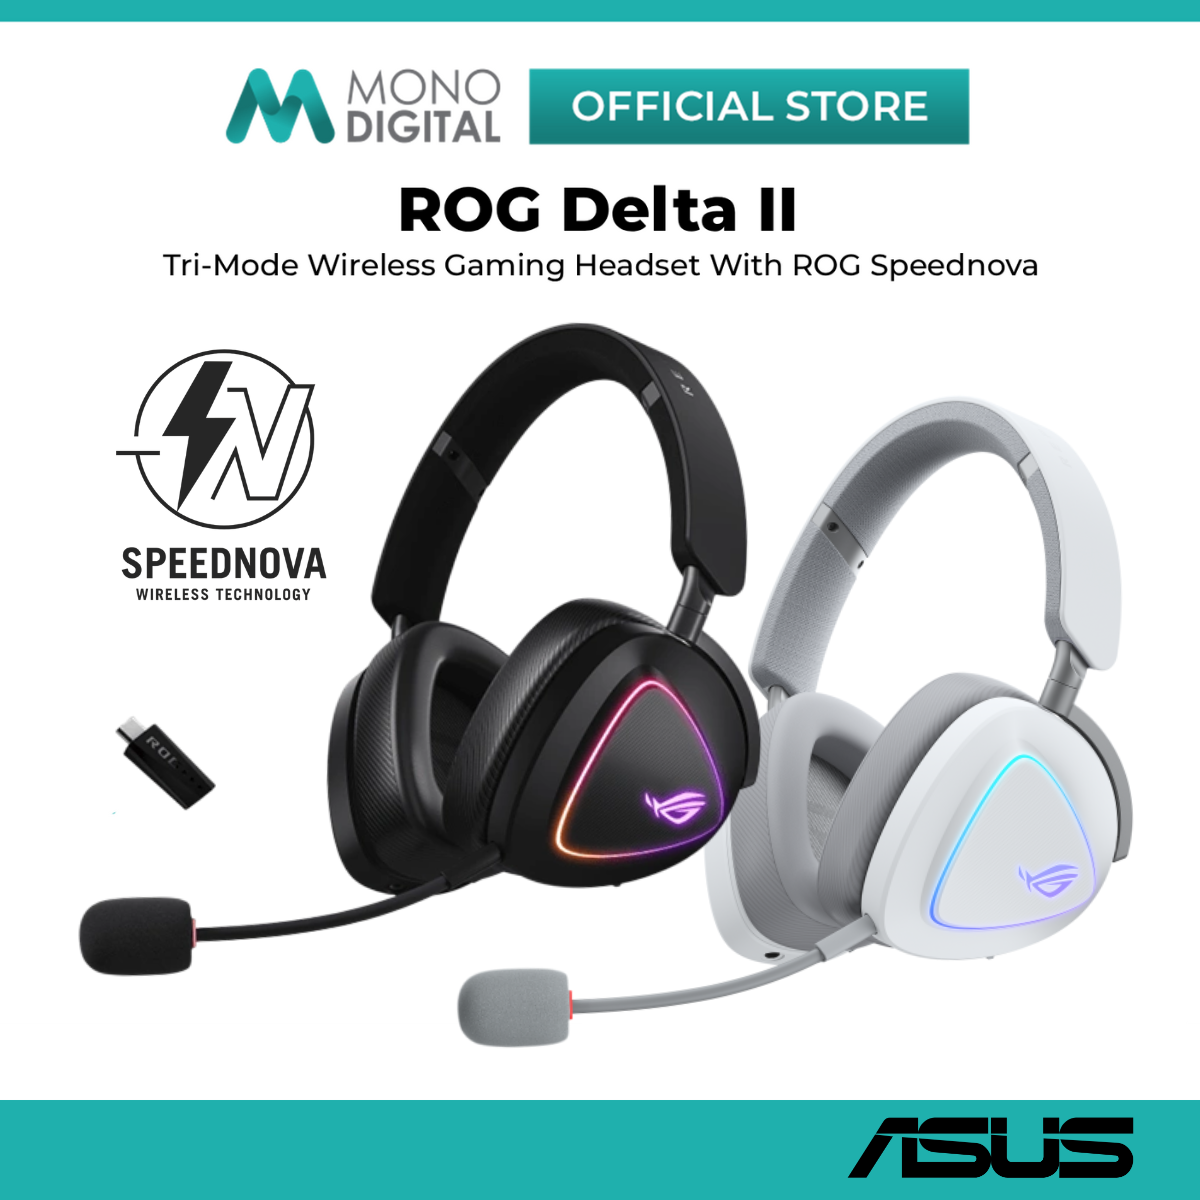 MONO
DIGITAL
OFFICIAL STORE
ROG Delta II
Tri-Mode Wireless Gaming Headset With ROG Speednova
SPEEDNOVA
WIRELESS TECHNOLOGY
ASUS